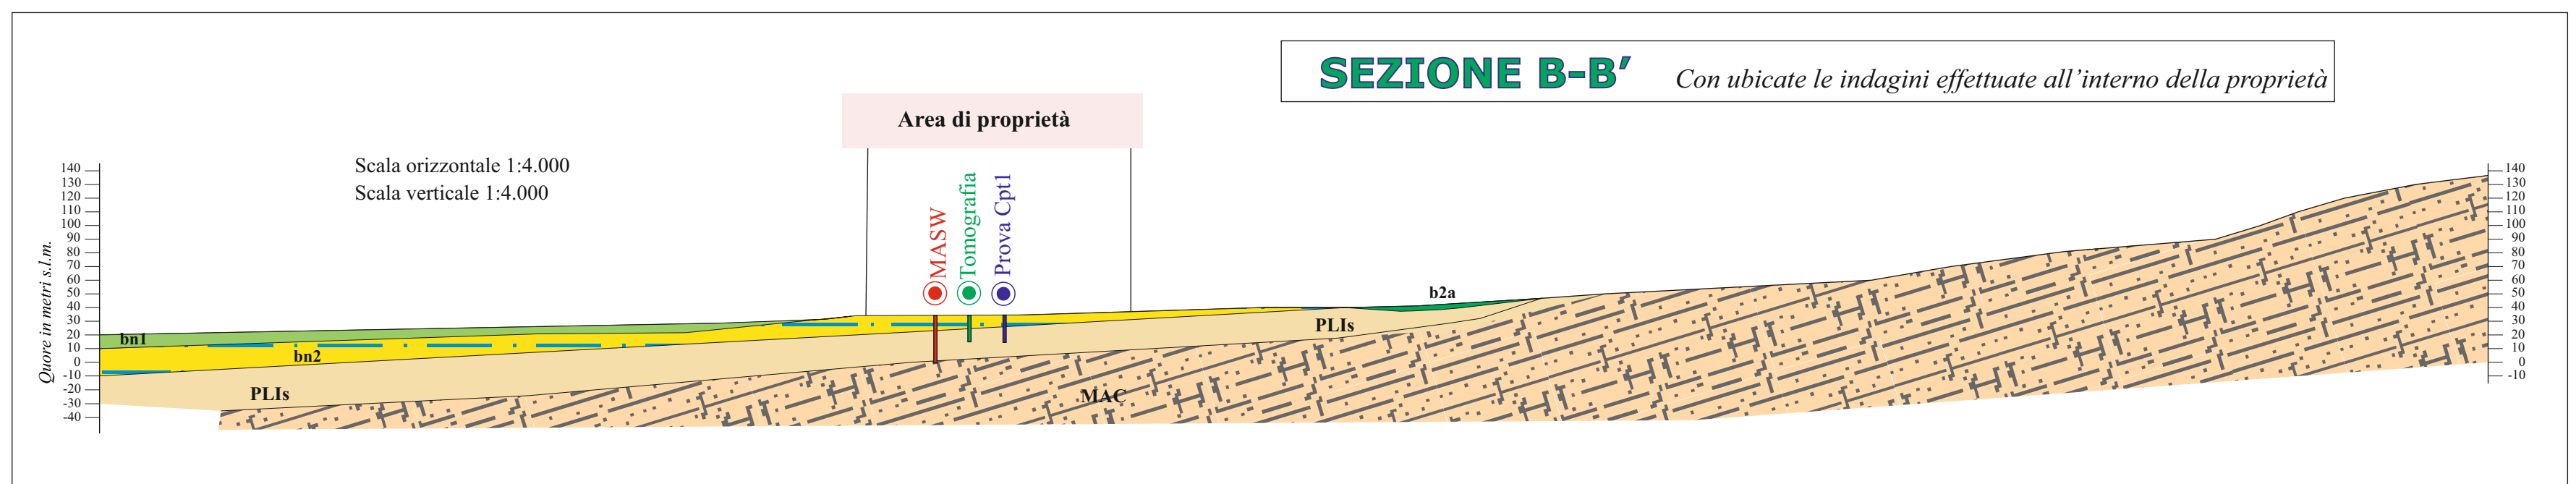 SEZIONE B-B’ Con ubicate le indagini effettuate all’interno della proprietà
Area di proprietà
Scala orizzontale 1:4.000
Scala verticale 1:4.000
Quore in metri s.l.m.
140
130
120
110
100
90
80
70
60
50
40
30
20
10
0
-10
-20
-30
-40
MASW
Tomografia
Prova Cpt1
bn1
bn2
PLIs
MAC
PLIs
b2a
140
130
120
110
100
90
80
70
60
50
40
30
20
10
0
-10